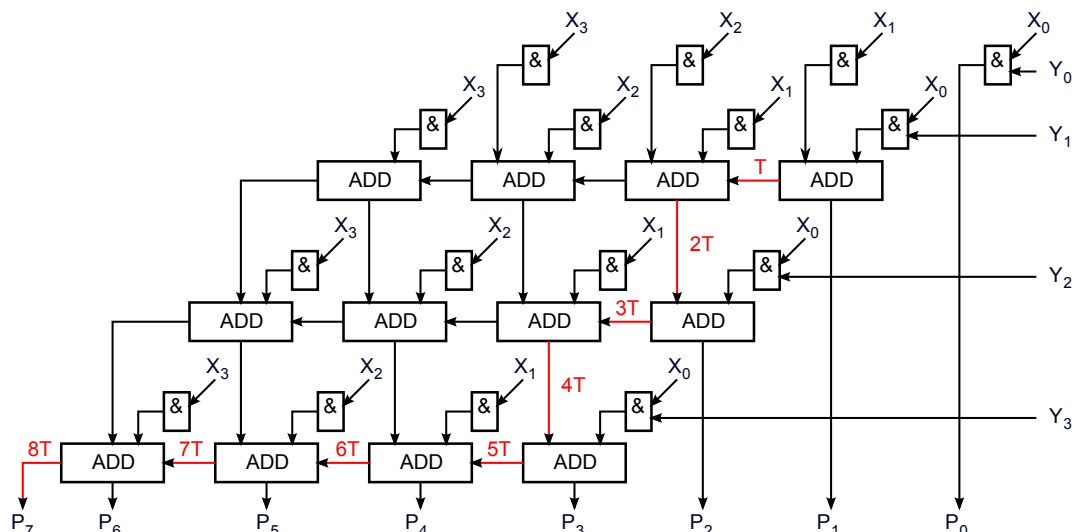 X₃ X₂ X₁ X₀
& & & & Y₀
X₃ X₂ X₁ X₀
& & & & Y₁
ADD ADD ADD T ADD
X₃ X₂ X₁ 2T X₀
& & & & Y₂
ADD ADD ADD 3T ADD
X₃ X₂ X₁ 4T X₀
& & & & Y₃
8T ADD 7T ADD 6T ADD 5T ADD
P₇ P₆ P₅ P₄ P₃ P₂ P₁ P₀